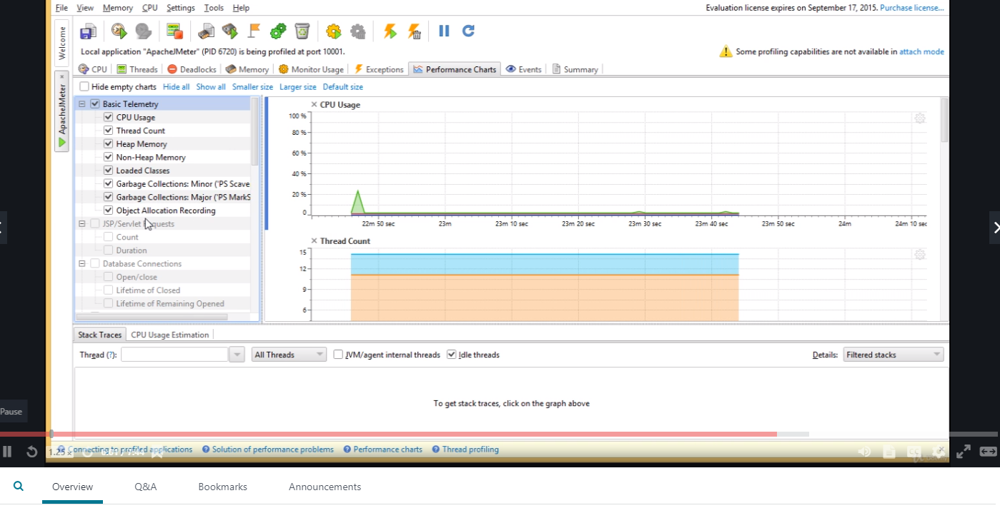 File View Memory CPU Settings Tools Help
Evaluation license expires on September 17, 2015. Purchase license...
Welcome
Local application "ApacheJMeter" (PID 6720) is being profiled at port 10001.
Some profiling capabilities are not available in attach mode
CPU Threads Deadlocks Memory Monitor Usage Exceptions Performance Charts Events Summary
ApacheJMeter
Hide empty charts Hide all Show all Smaller size Larger size Default size
Basic Telemetry
CPU Usage
Thread Count
Heap Memory
Non-Heap Memory
Loaded Classes
Garbage Collections: Minor ('PS Scave
Garbage Collections: Major ('PS MarkS
Object Allocation Recording
JSP/Servlet Requests
Count
Duration
Database Connections
Open/close
Lifetime of Closed
Lifetime of Remaining Opened
CPU Usage
100 %
80 %
60 %
40 %
20 %
0
22m 50 sec 23m 23m 10 sec 23m 20 sec 23m 30 sec 23m 40 sec 23m 50 sec 24m 24m 10 sec
Thread Count
15
12
9
6
Stack Traces CPU Usage Estimation
Thread (?): All Threads JVM/agent internal threads Idle threads Details: Filtered stacks
To get stack traces, click on the graph above
Pause
1.25 x
Connecting to profiled applications Solution of performance problems Performance charts Thread profiling
Overview Q&A Bookmarks Announcements